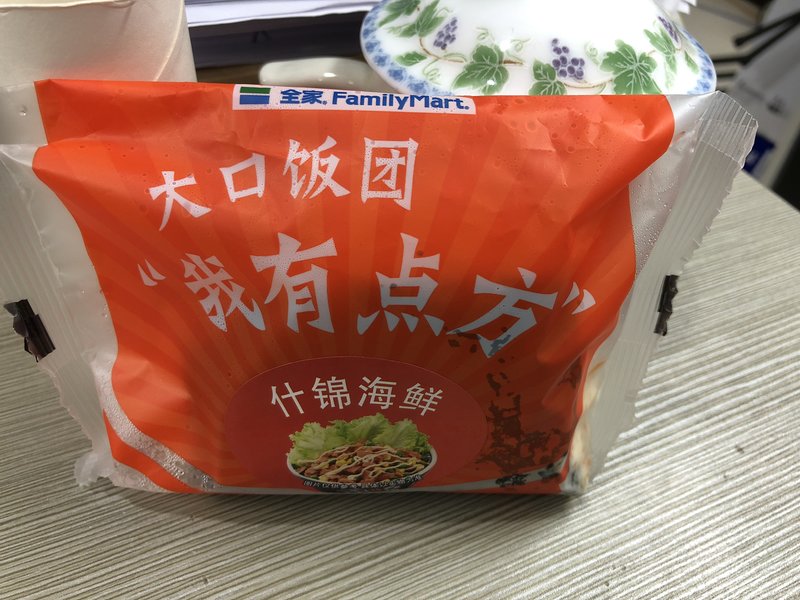 全家 FamilyMart
大口饭团
“我有点方”
什锦海鲜